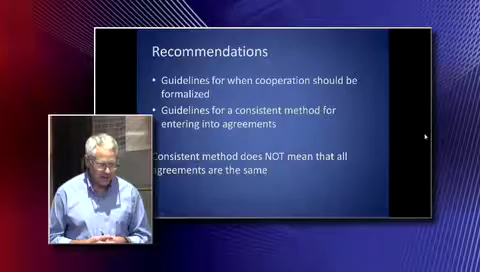 Recommendations
• Guidelines for when cooperation should be
formalized
• Guidelines for a consistent method for
entering into agreements
Consistent method does NOT mean that all
agreements are the same